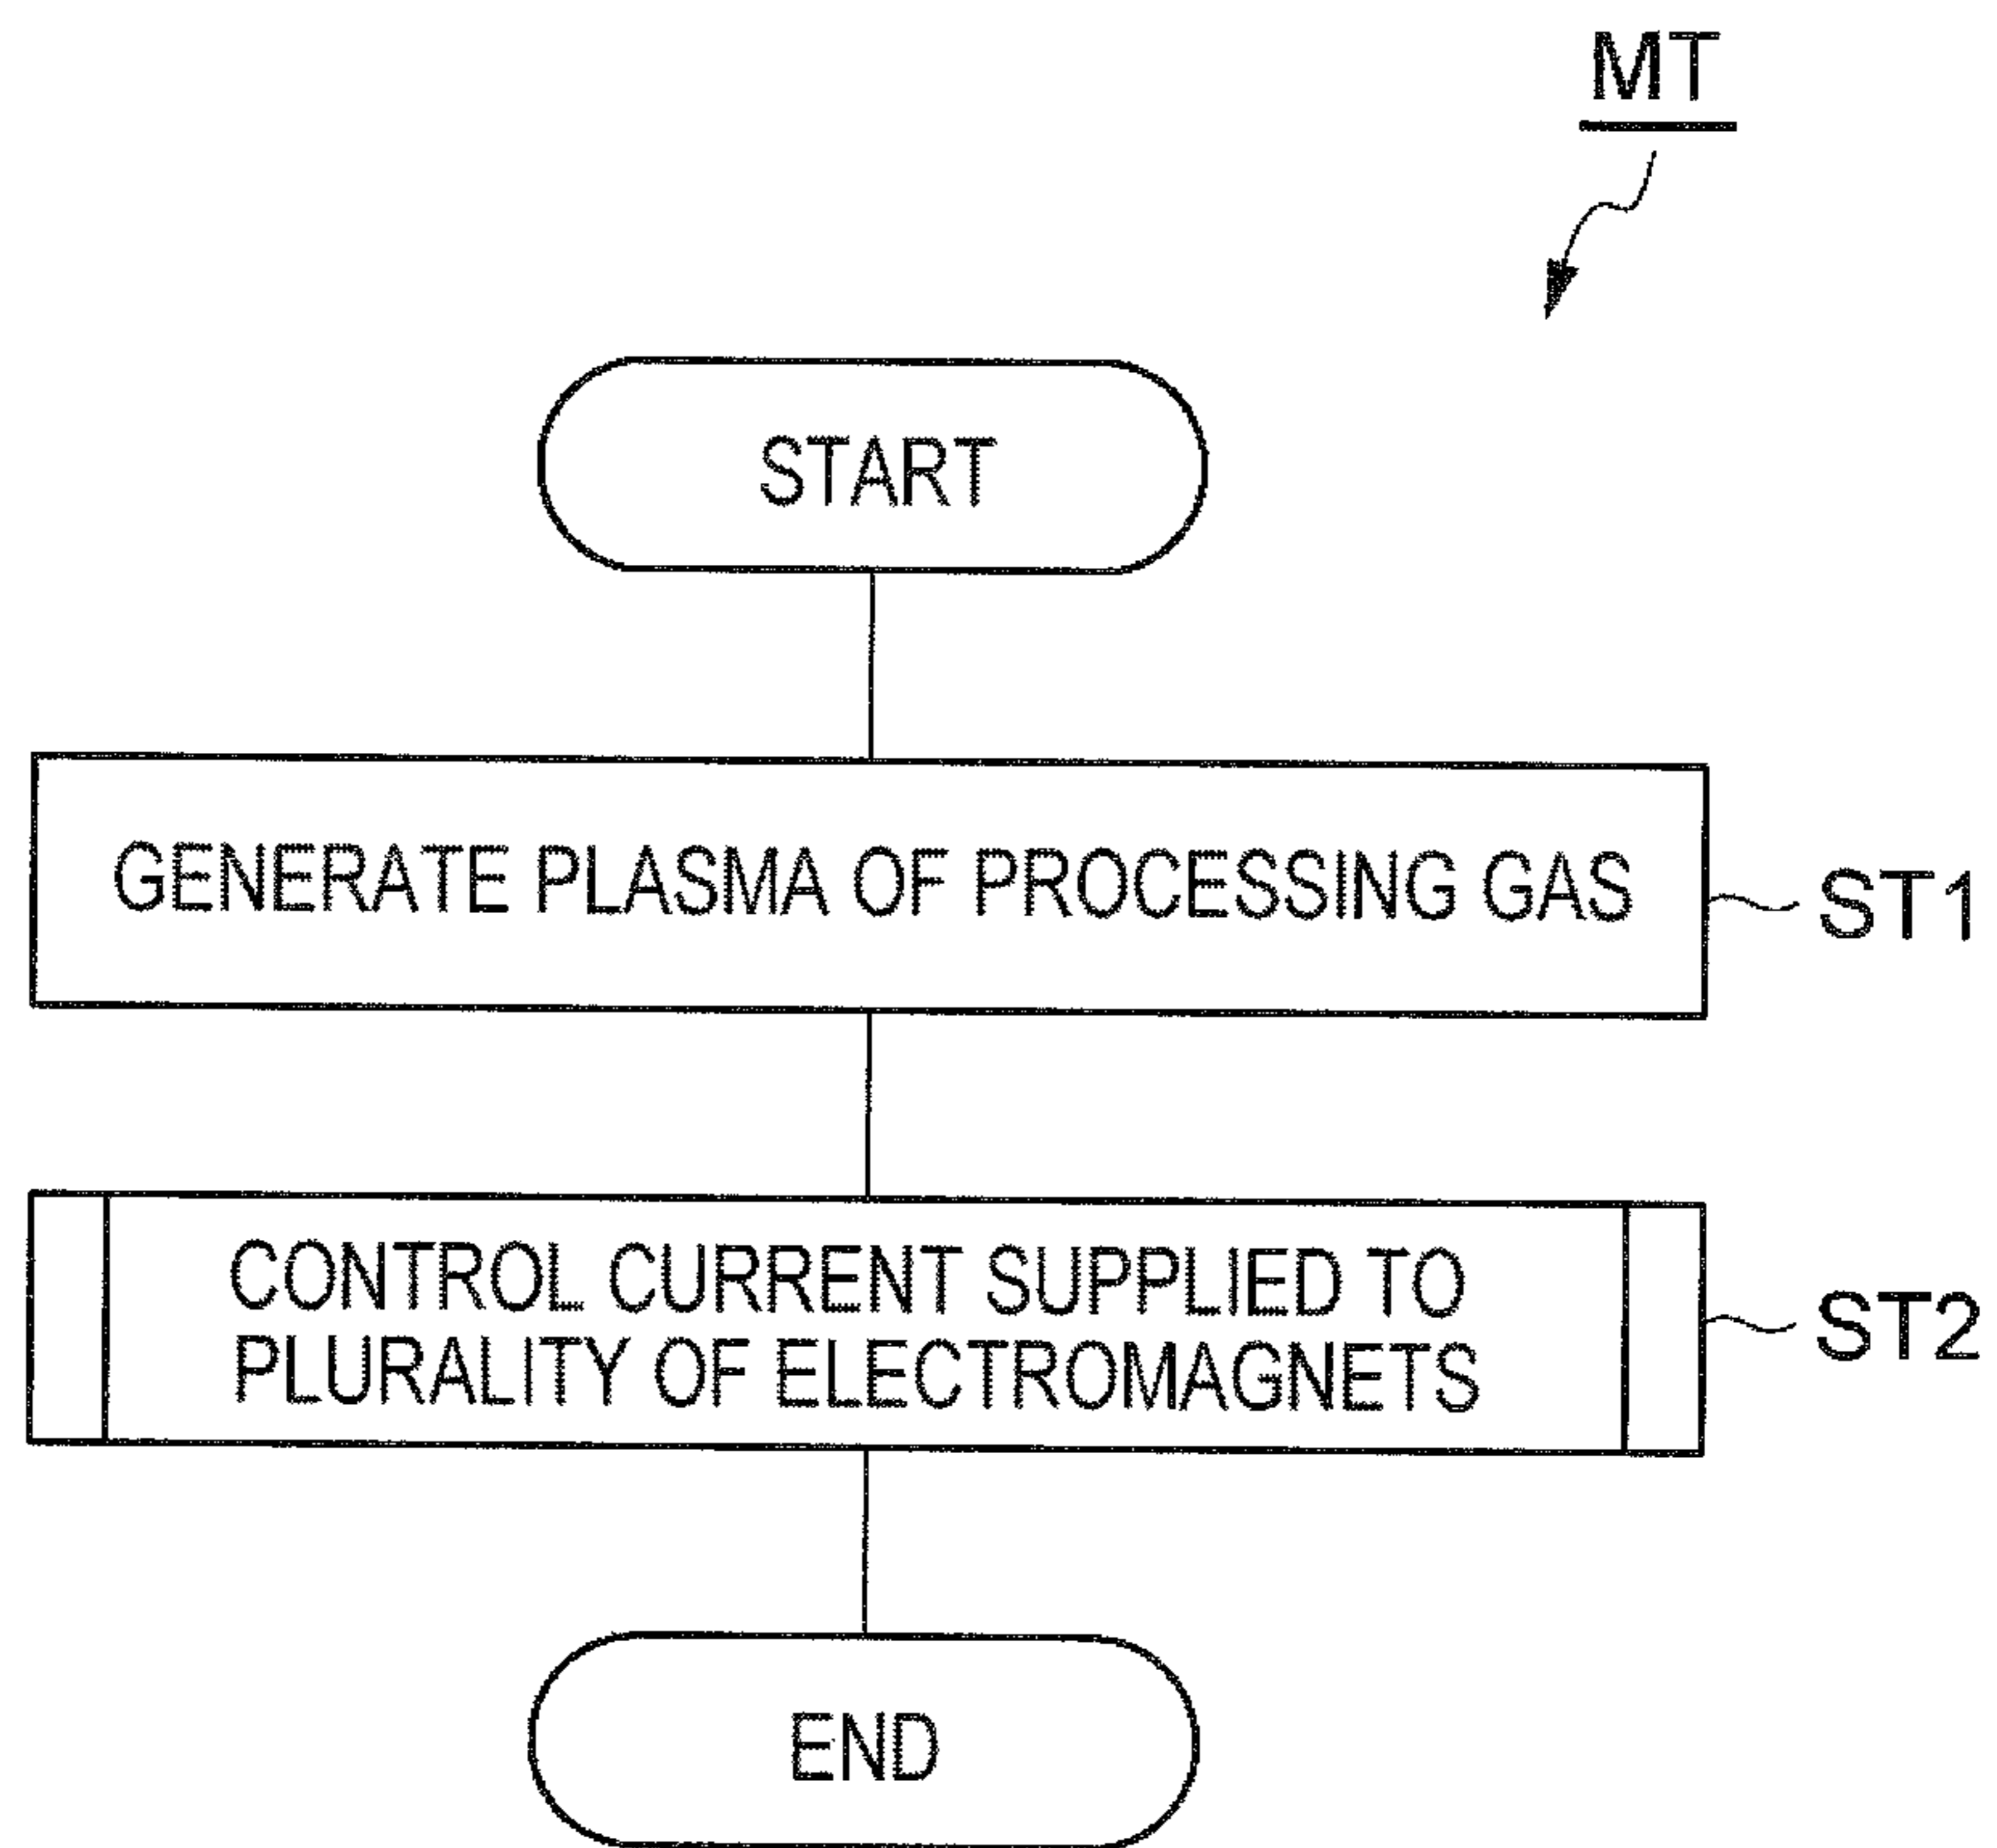 MT
START
GENERATE PLASMA OF PROCESSING GAS
ST1
CONTROL CURRENT SUPPLIED TO
PLURALITY OF ELECTROMAGNETS
ST2
END